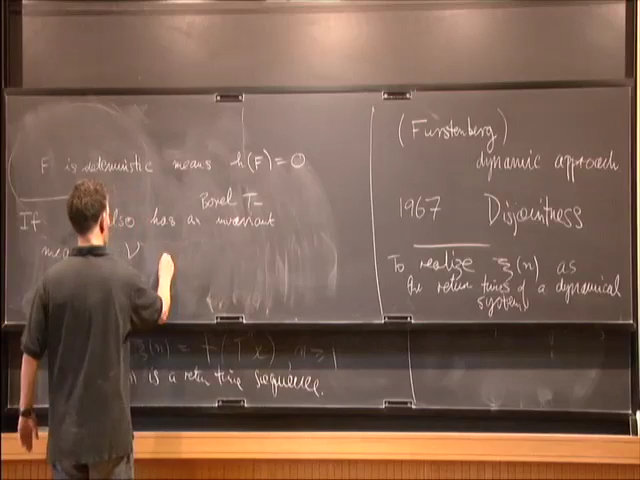 F is deterministic means h(F)=0
Borel T-
If also has an invariant
mea ν
ξ(n) = f(Tⁿx), n ≥ 1
is a return time sequence.
(Furstenberg)
dynamic approach
1967 Disjointness
To realize ξ(n) as
the return times of a dynamical
system